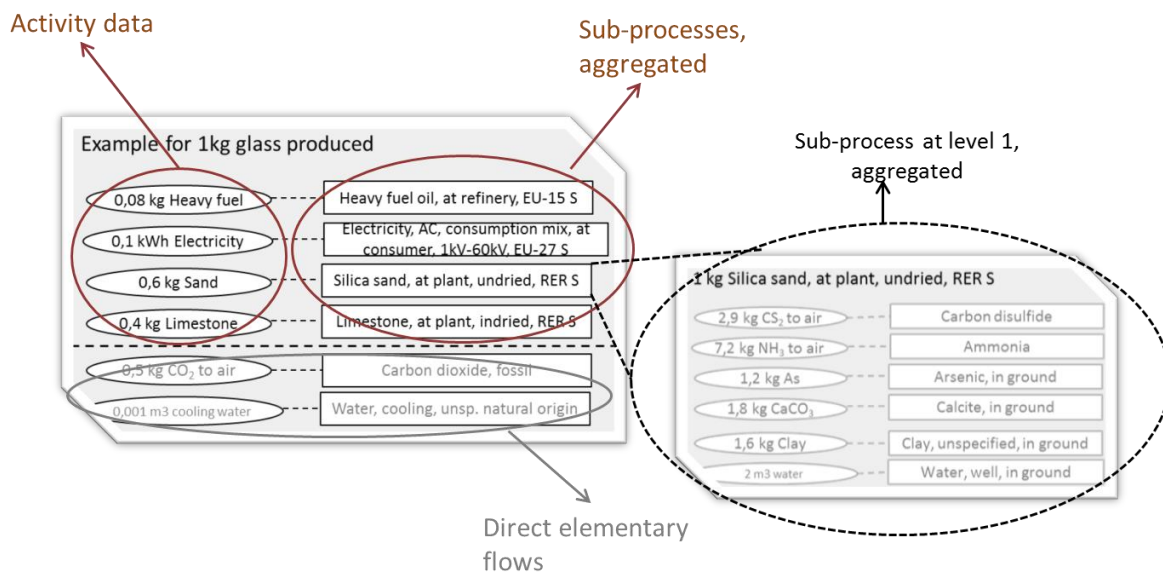 Activity data
Sub-processes,
aggregated
Example for 1kg glass produced
0,08 kg Heavy fuel
Heavy fuel oil, at refinery, EU-15 S
0,1 kWh Electricity
Electricity, AC, consumption mix, at
consumer, 1kV-60kV, EU-27 S
0,6 kg Sand
Silica sand, at plant, undried, RER S
0,4 kg Limestone
Limestone, at plant, indried, RER S
0,5 kg CO₂ to air
Carbon dioxide, fossil
0,001 m3 cooling water
Water, cooling, unsp. natural origin
Direct elementary
flows
Sub-process at level 1,
aggregated
1 kg Silica sand, at plant, undried, RER S
2,9 kg CS₂ to air
Carbon disulfide
7,2 kg NH₃ to air
Ammonia
1,2 kg As
Arsenic, in ground
1,8 kg CaCO₃
Calcite, in ground
1,6 kg Clay
Clay, unspecified, in ground
2 m3 water
Water, well, in ground